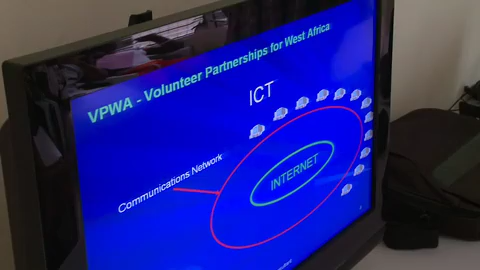 VPWA - Volunteer Partnerships for West Africa
ICT
Communications Network
INTERNET